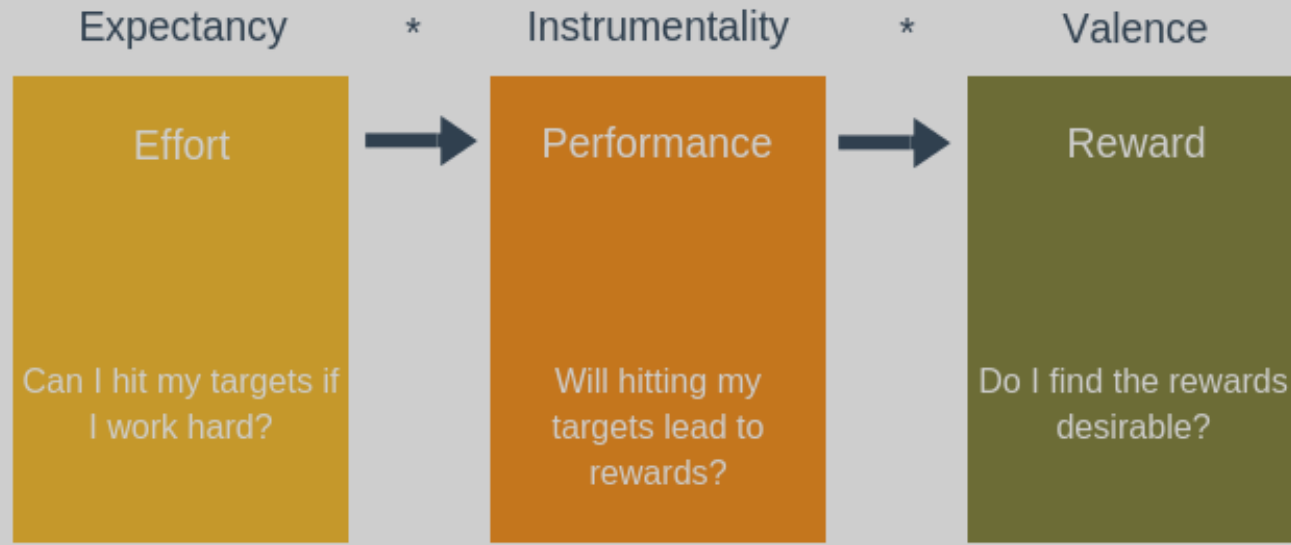 Expectancy * Instrumentality * Valence
Effort
Performance
Reward
Can I hit my targets if
I work hard?
Will hitting my
targets lead to
rewards?
Do I find the rewards
desirable?